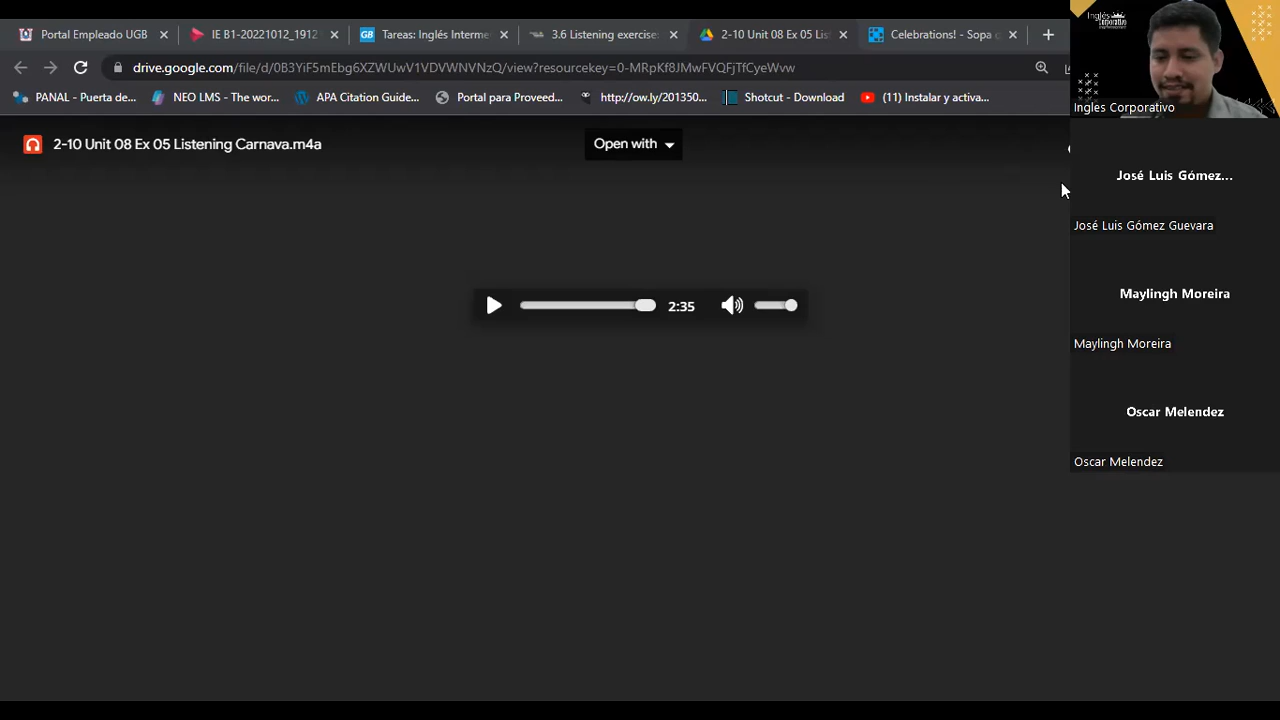 Portal Empleado UGB
IE B1-20221012_1912
Tareas: Inglés Interme
3.6 Listening exercise
2-10 Unit 08 Ex 05 Lis
Celebrations! - Sopa
drive.google.com/file/d/0B3YiF5mEbg6XZWUwV1VDVWNVNzQ/view?resourcekey=0-MRpKf8JMwFVQFjTfCyeWvw
PANAL - Puerta de...
NEO LMS - The wor...
APA Citation Guide...
Portal para Proveed...
http://ow.ly/201350...
Shotcut - Download
(11) Instalar y activa...
2-10 Unit 08 Ex 05 Listening Carnava.m4a
Open with
2:35
Inglés
Corporativo
Ingles Corporativo
José Luis Gómez...
José Luis Gómez Guevara
Maylingh Moreira
Maylingh Moreira
Oscar Melendez
Oscar Melendez